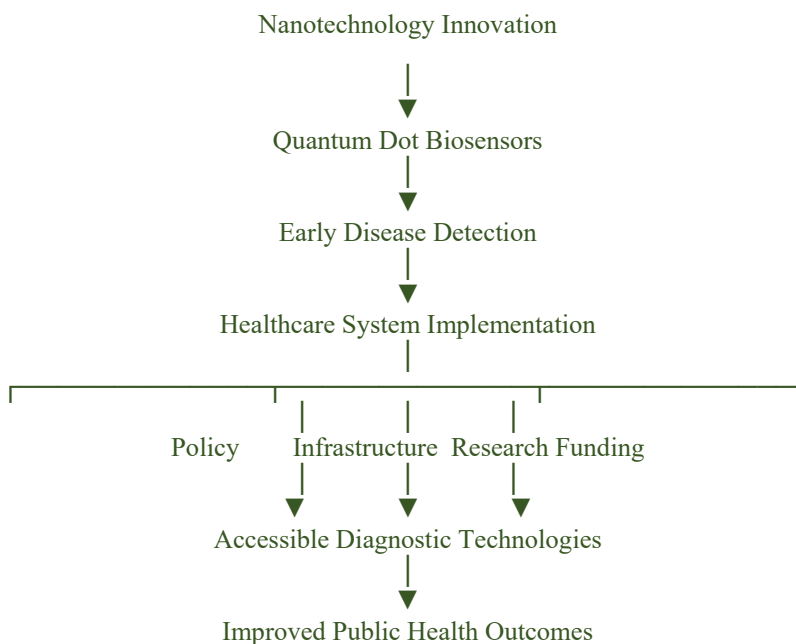 Nanotechnology Innovation
Quantum Dot Biosensors
Early Disease Detection
Healthcare System Implementation
Policy Infrastructure Research Funding
Accessible Diagnostic Technologies
Improved Public Health Outcomes